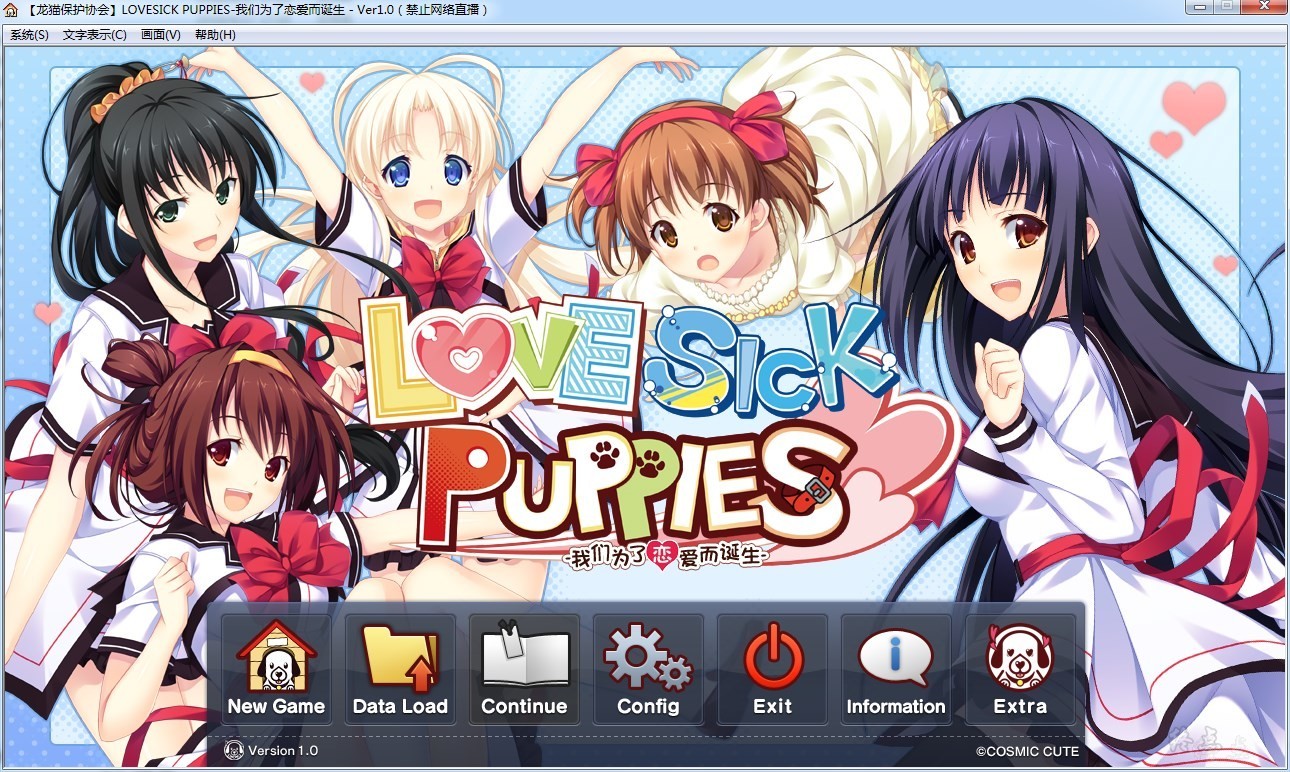 【龙猫保护协会】LOVESICK PUPPIES-我们为了恋爱而诞生 - Ver1.0 ( 禁止网络直播 )
系统(S) 文字表示(C) 画面(V) 帮助(H)
LOVE SICK
PUPPIES
-我们为了恋爱而诞生-
New Game Data Load Continue Config Exit Information Extra
Version 1.0 ©COSMIC CUTE